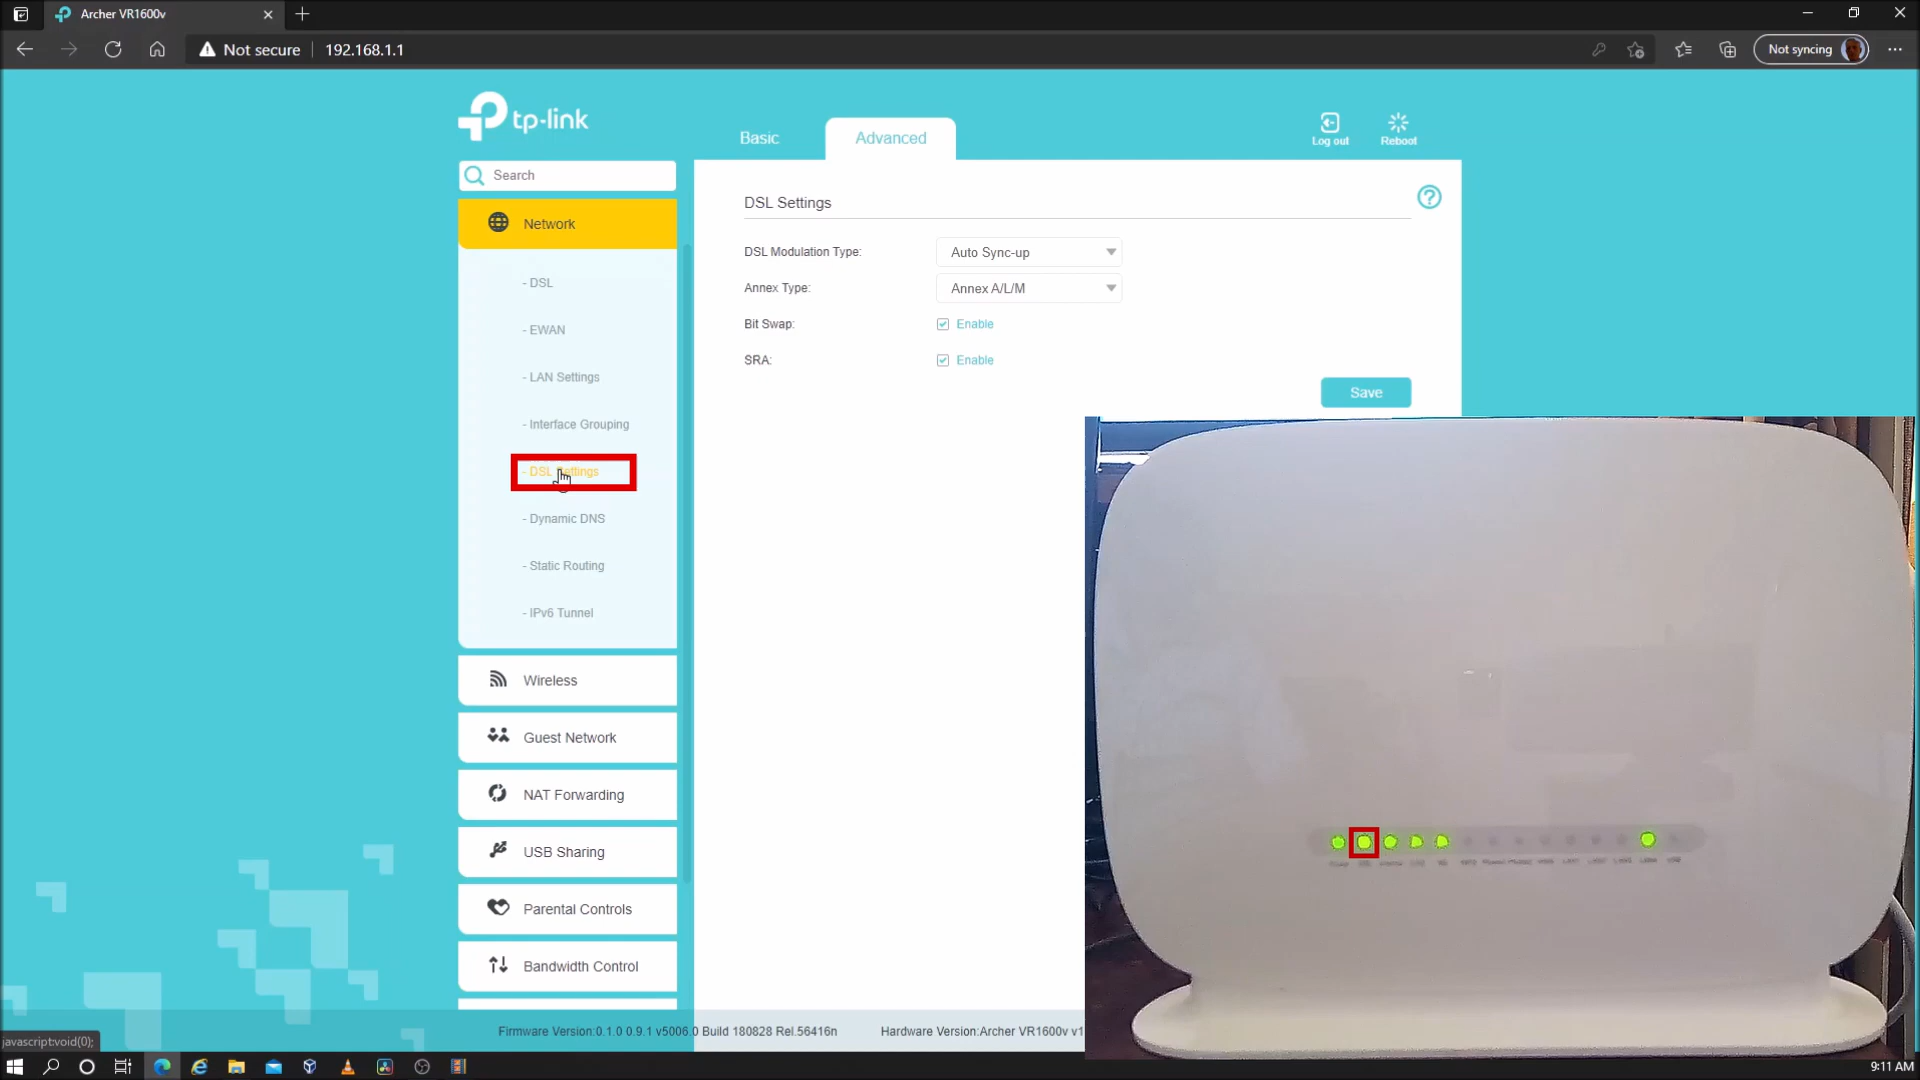 Archer VR1600v
Not secure
192.168.1.1
Not syncing
tp-link
Basic
Advanced
Log out
Reboot
Search
Network
- DSL
- EWAN
- LAN Settings
- Interface Grouping
- DSL Settings
- Dynamic DNS
- Static Routing
- IPv6 Tunnel
Wireless
Guest Network
NAT Forwarding
USB Sharing
Parental Controls
Bandwidth Control
DSL Settings
DSL Modulation Type:
Auto Sync-up
Annex Type:
Annex A/L/M
Bit Swap:
Enable
SRA:
Enable
Save
Firmware Version:0.1.0 0.9.1 v5006.0 Build 180828 Rel.56416n
Hardware Version:Archer VR1600v v1
javascript:void(0);
9:11 AM